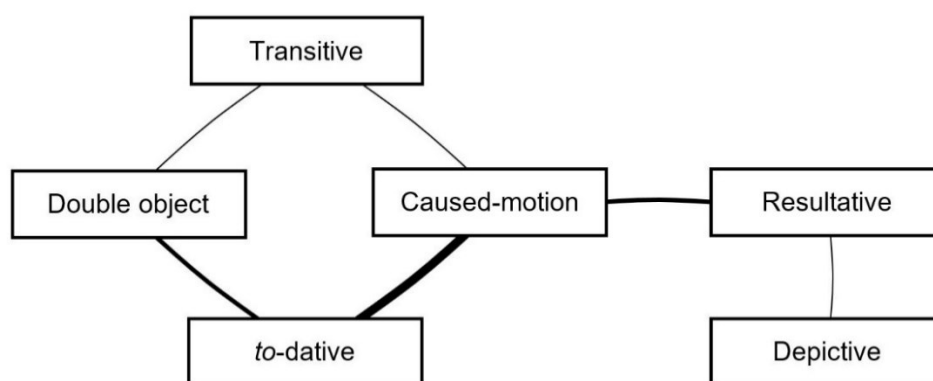 Transitive
Double object
Caused-motion
Resultative
to-dative
Depictive